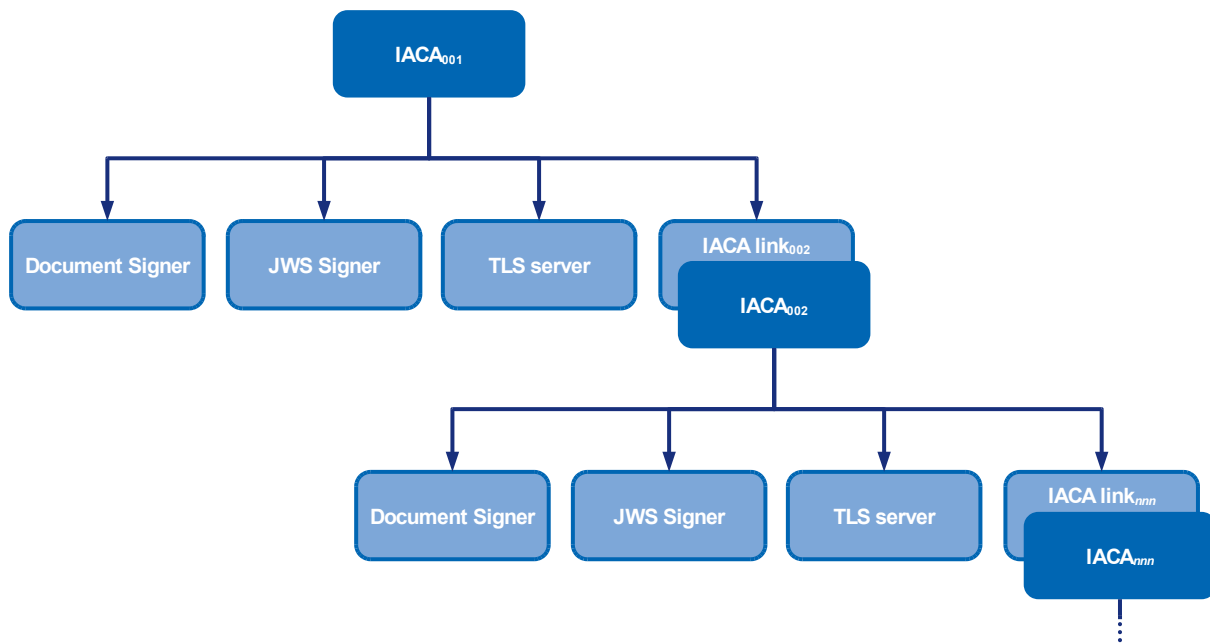 IACA001
Document Signer
JWS Signer
TLS server
IACA link002
IACA002
Document Signer
JWS Signer
TLS server
IACA linknnn
IACAnnn